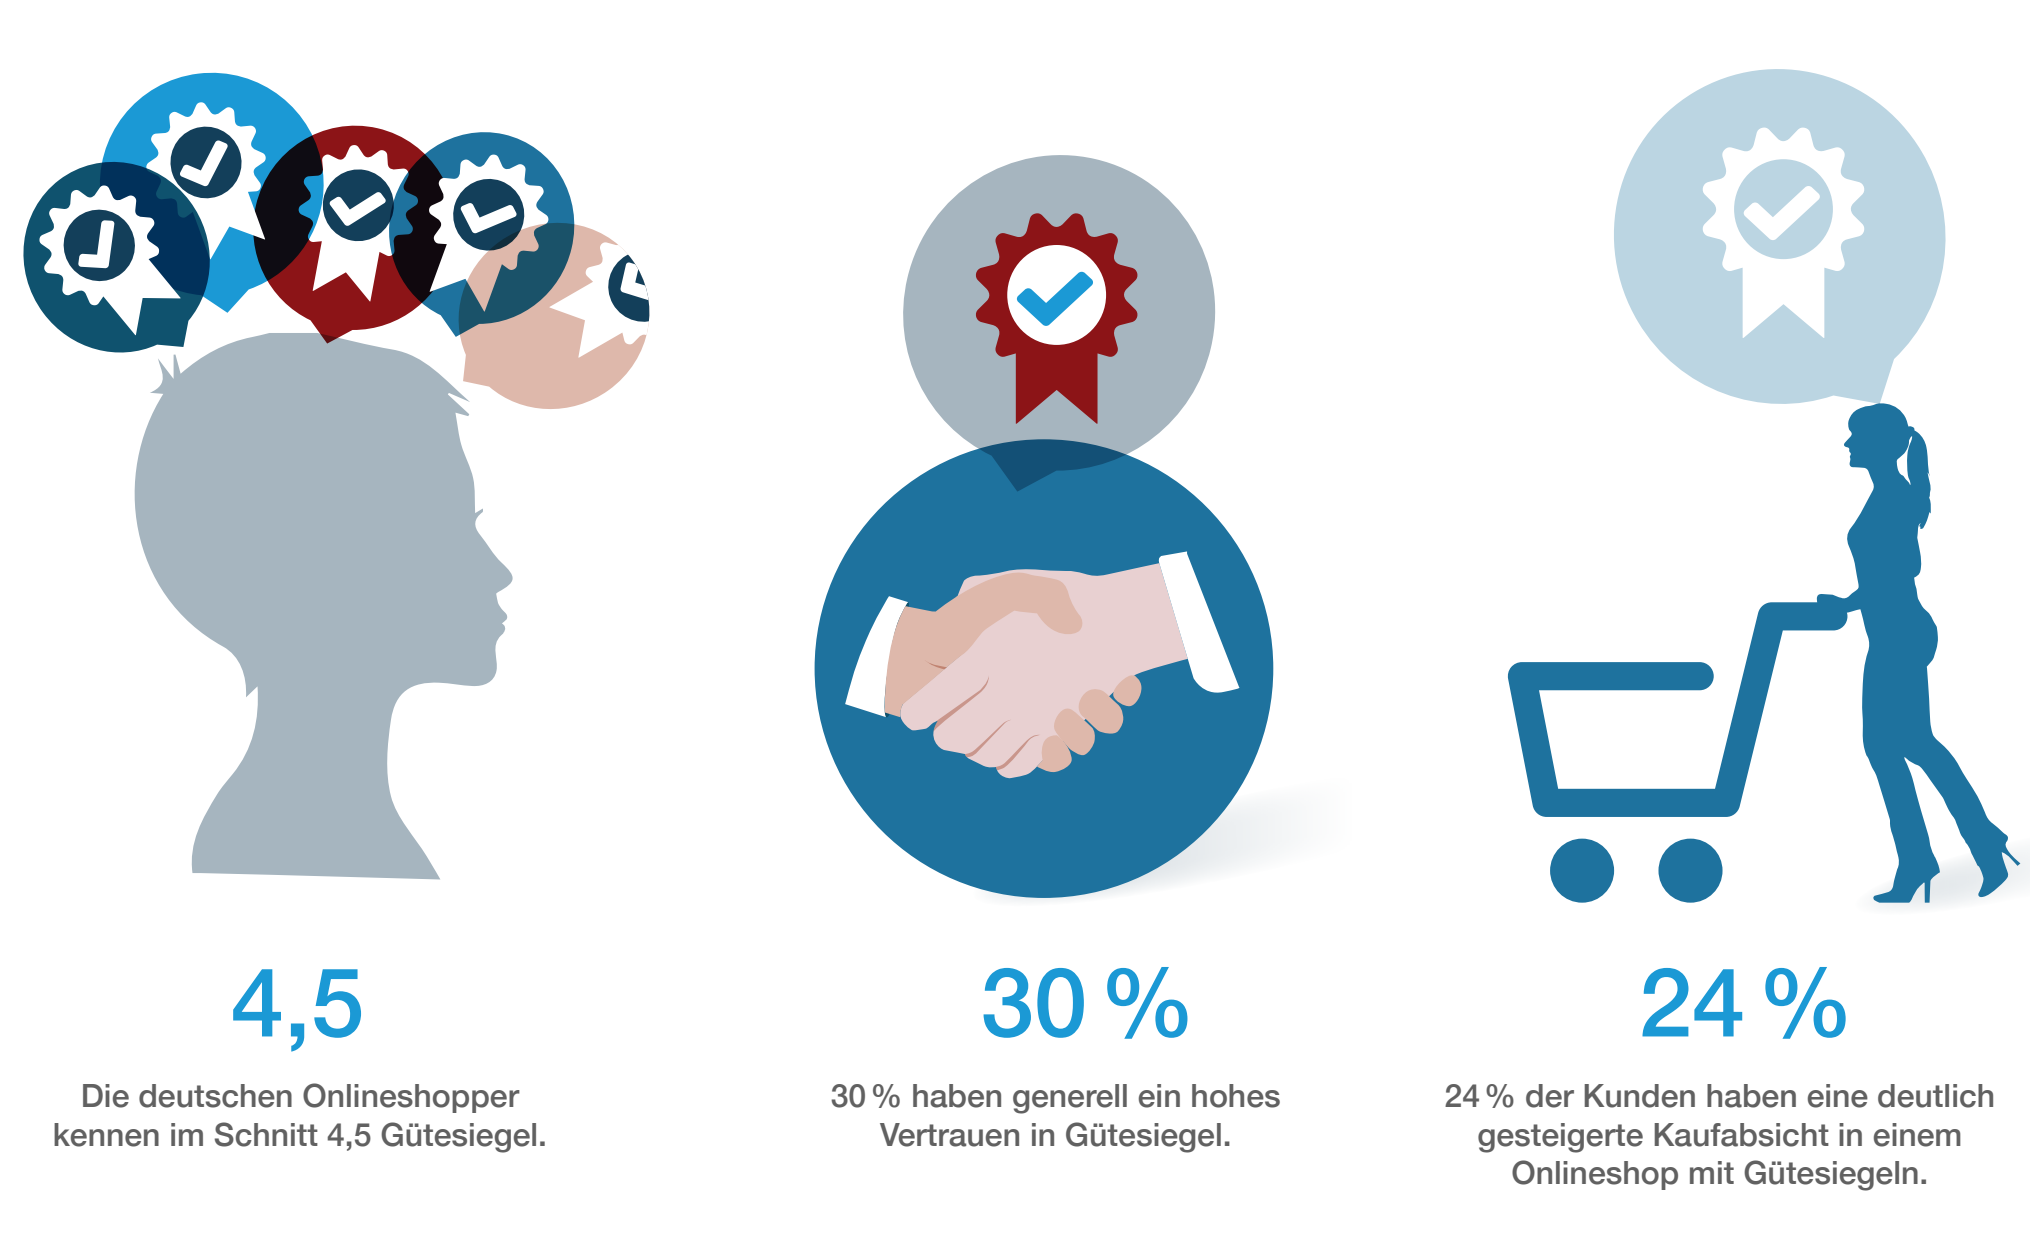 4,5
Die deutschen Onlineshopper
kennen im Schnitt 4,5 Gütesiegel.
30 %
30 % haben generell ein hohes
Vertrauen in Gütesiegel.
24 %
24 % der Kunden haben eine deutlich
gesteigerte Kaufabsicht in einem
Onlineshop mit Gütesiegeln.